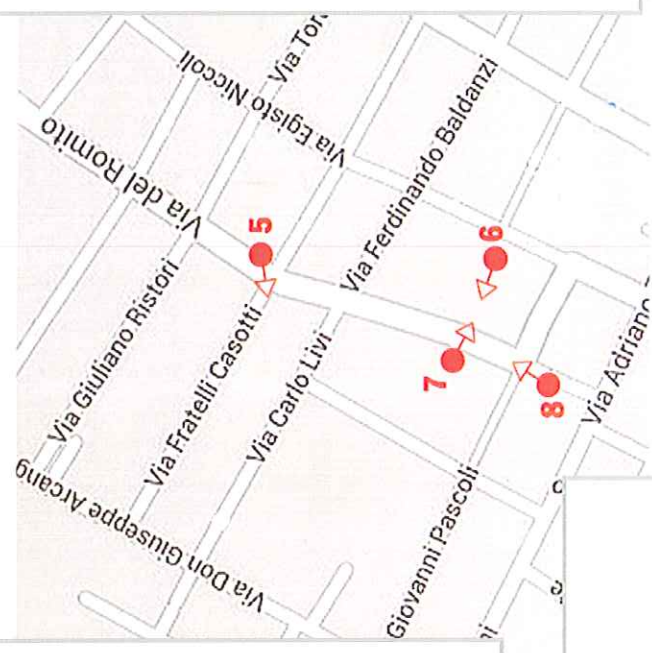 Via Tor
Via Egisto Niccoli
Via del Romito
Via Ferdinando Baldanzi
5
6
Via Giuliano Ristori
Via Fratelli Casotti
Via Carlo Livi
7
8
Via Adriano
Via Don Giuseppe Arcang
Giovanni Pascoli
ni